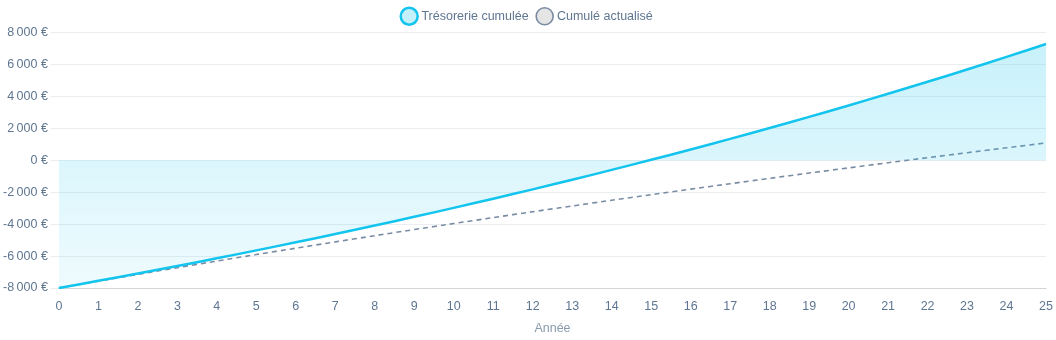 Trésorerie cumulée Cumulé actualisé
8 000 €
6 000 €
4 000 €
2 000 €
0 €
-2 000 €
-4 000 €
-6 000 €
-8 000 €
0 1 2 3 4 5 6 7 8 9 10 11 12 13 14 15 16 17 18 19 20 21 22 23 24 25
Année